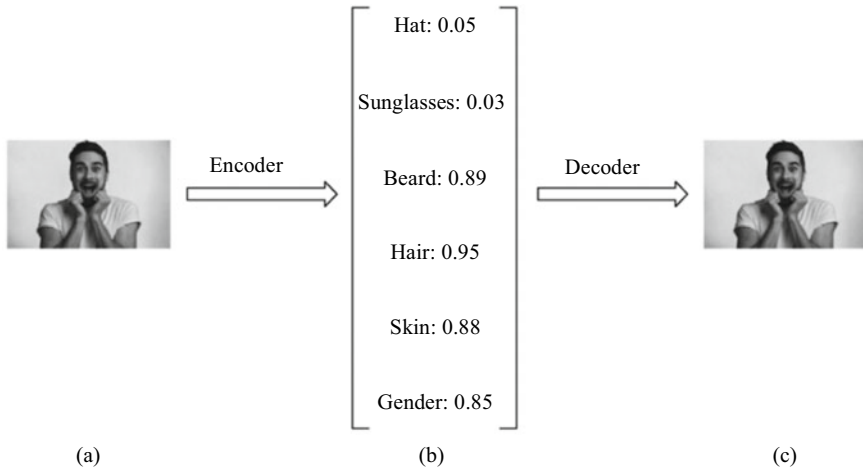 Hat: 0.05
Sunglasses: 0.03
Encoder
Beard: 0.89
Decoder
Hair: 0.95
Skin: 0.88
Gender: 0.85
(a)
(b)
(c)